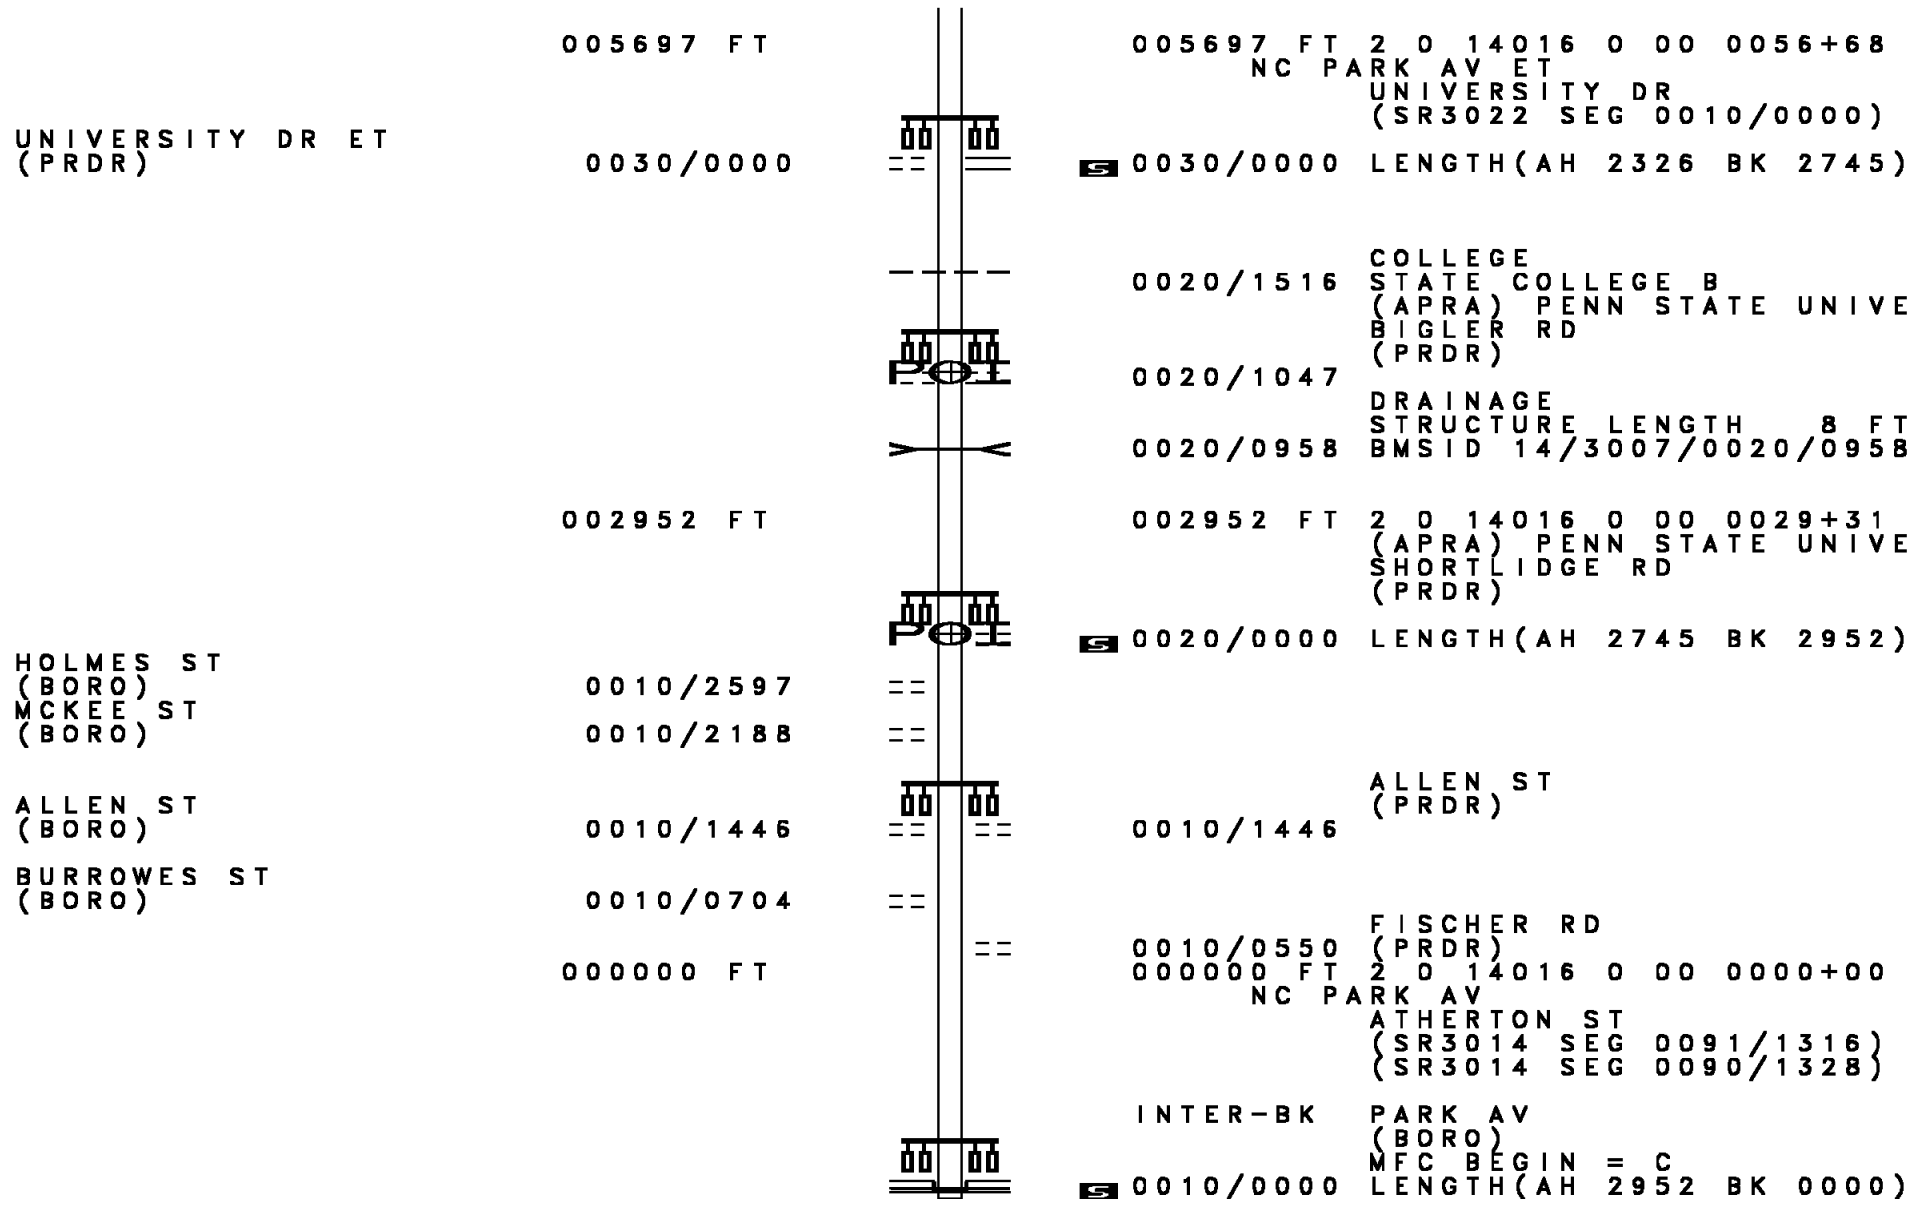 005697 FT 005697 FT 2 0 14016 0 00 0056+68
NC PARK AV ET
UNIVERSITY DR
(SR3022 SEG 0010/0000)
UNIVERSITY DR ET
(PRDR) 0030/0000 S 0030/0000 LENGTH(AH 2326 BK 2745)
COLLEGE
0020/1516 STATE COLLEGE B
(APRA) PENN STATE UNIVE
BIGLER RD
(PRDR)
POI 0020/1047
DRAINAGE
STRUCTURE LENGTH 8 FT
0020/0958 BMSID 14/3007/0020/0958
002952 FT 002952 FT 2 0 14016 0 00 0029+31
(APRA) PENN STATE UNIVE
SHORTLIDGE RD
(PRDR)
POI S 0020/0000 LENGTH(AH 2745 BK 2952)
HOLMES ST
(BORO) 0010/2597
MCKEE ST
(BORO) 0010/2188
ALLEN ST
(PRDR)
ALLEN ST
(BORO) 0010/1446 0010/1446
BURROWES ST
(BORO) 0010/0704
FISCHER RD
0010/0550 (PRDR)
000000 FT 000000 FT 2 0 14016 0 00 0000+00
NC PARK AV
ATHERTON ST
(SR3014 SEG 0091/1316)
(SR3014 SEG 0090/1328)
INTER-BK PARK AV
(BORO)
MFC BEGIN = C
S 0010/0000 LENGTH(AH 2952 BK 0000)